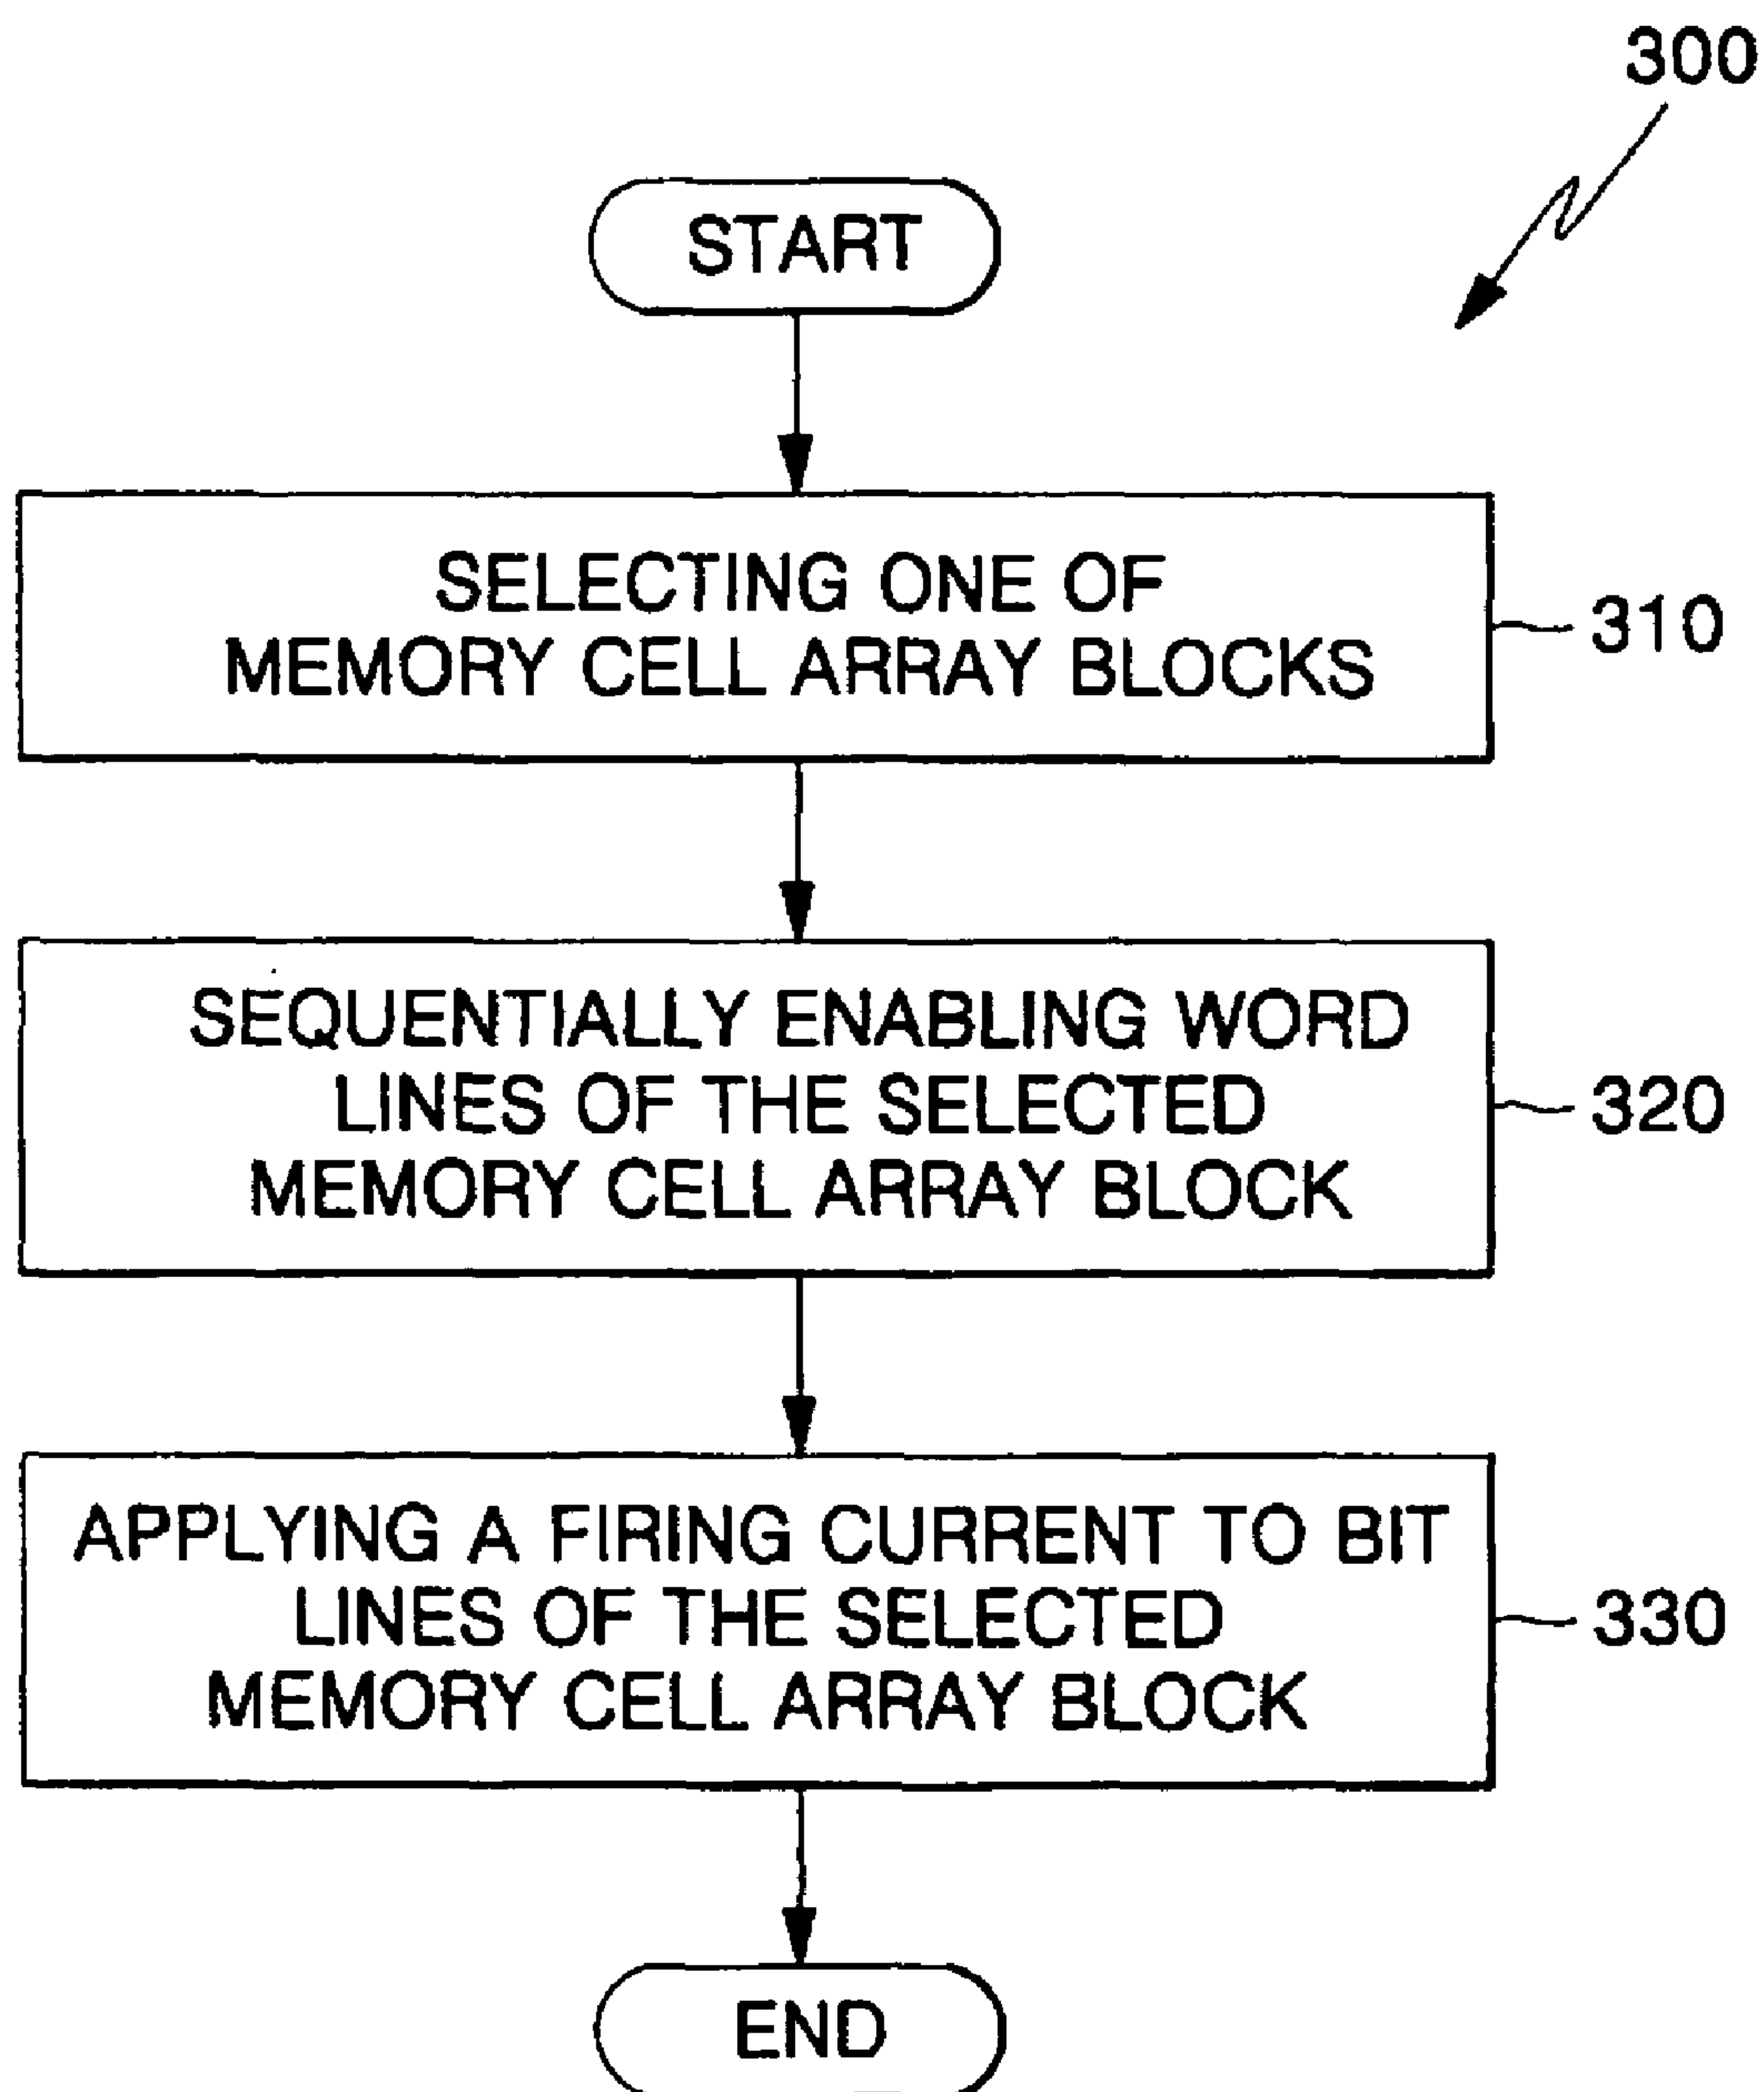 300
START
SELECTING ONE OF
MEMORY CELL ARRAY BLOCKS
310
SEQUENTIALLY ENABLING WORD
LINES OF THE SELECTED
MEMORY CELL ARRAY BLOCK
320
APPLYING A FIRING CURRENT TO BIT
LINES OF THE SELECTED
MEMORY CELL ARRAY BLOCK
330
END